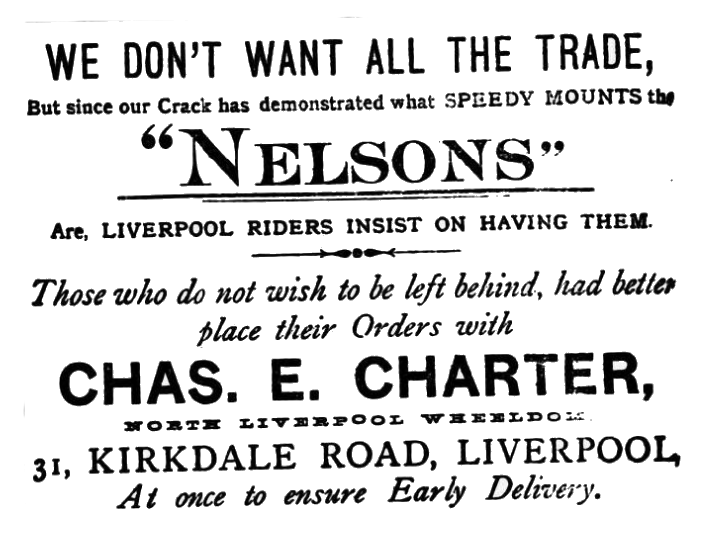 WE DON'T WANT ALL THE TRADE,
But since our Crack has demonstrated what SPEEDY MOUNTS the
"NELSONS"
Are, LIVERPOOL RIDERS INSIST ON HAVING THEM.
Those who do not wish to be left behind, had better
place their Orders with
CHAS. E. CHARTER,
NORTH LIVERPOOL WHEELDOM.
31, KIRKDALE ROAD, LIVERPOOL,
At once to ensure Early Delivery.